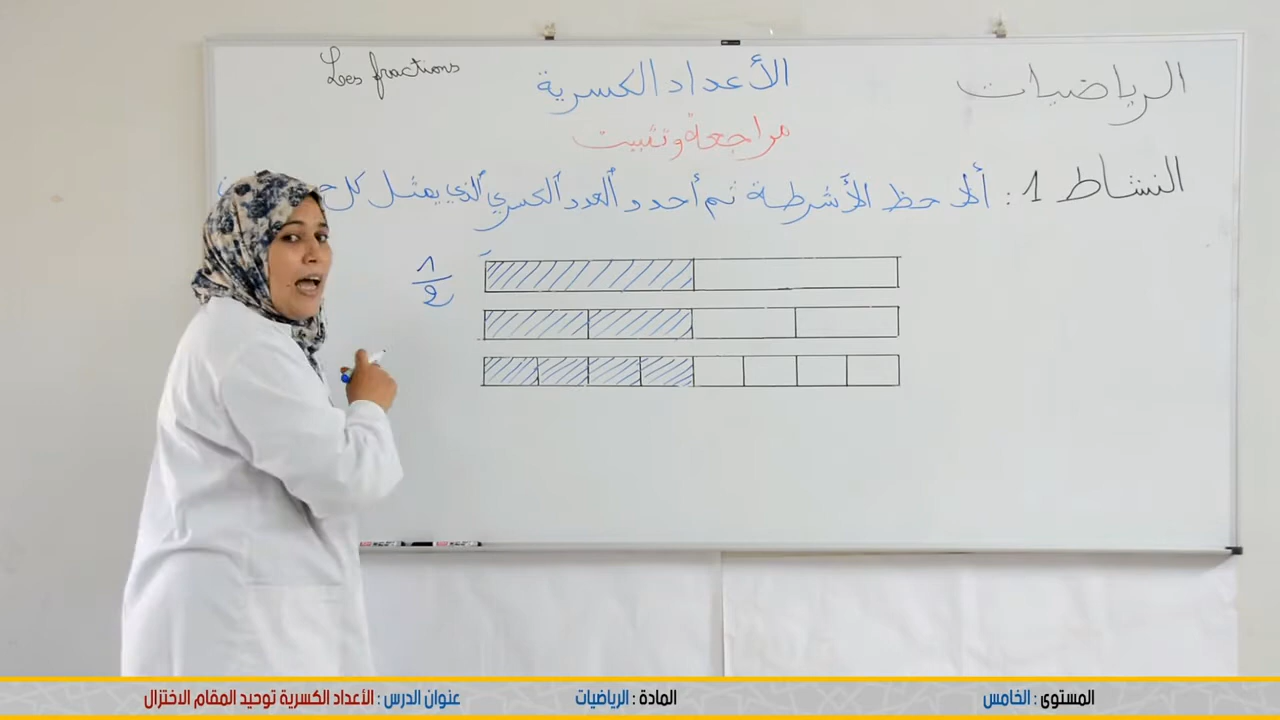 الرياضيات
الأعداد الكسرية
Les fractions
مراجعة وتثبيت
النشاط 1 : ألاحظ الأشرطة ثم أحدد العدد الكسري الذي يمثل كل
1
2
المستوى : الخامس
المادة : الرياضيات
عنوان الدرس : الأعداد الكسرية توحيد المقام الاختزال